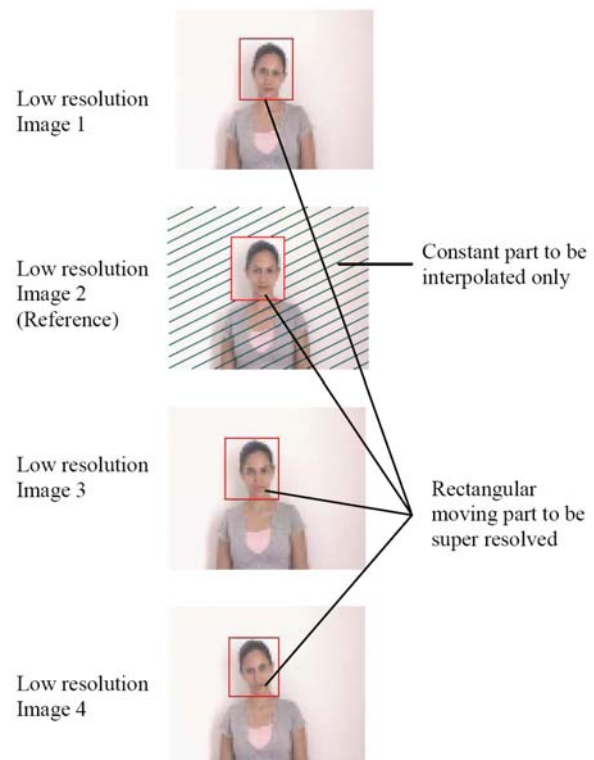 Low resolution
Image 1
Low resolution
Image 2
(Reference)
Constant part to be
interpolated only
Low resolution
Image 3
Rectangular
moving part to be
super resolved
Low resolution
Image 4